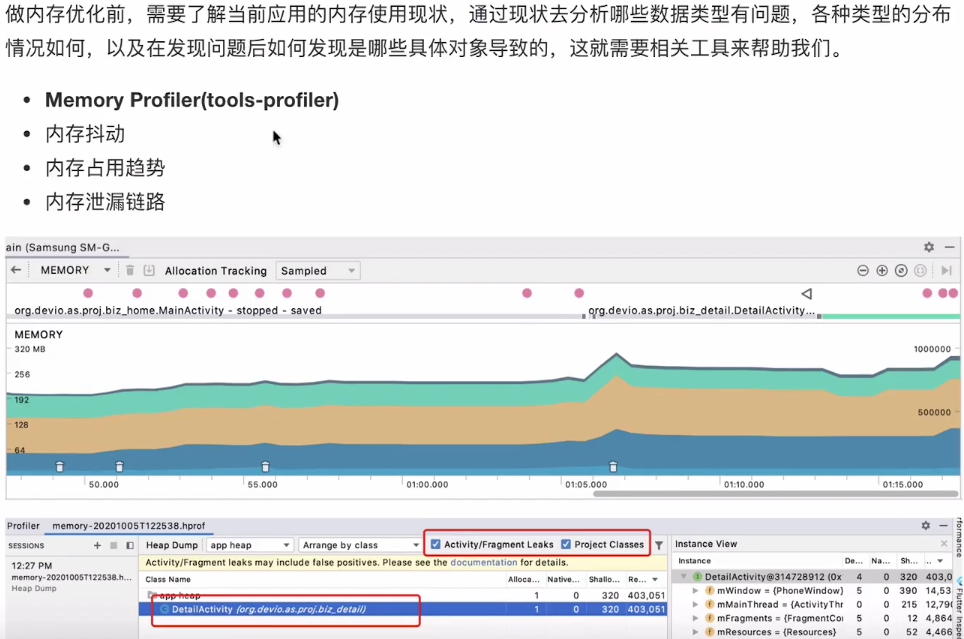 做内存优化前，需要了解当前应用的内存使用现状，通过现状去分析哪些数据类型有问题，各种类型的分布
情况如何，以及在发现问题后如何发现是哪些具体对象导致的，这就需要相关工具来帮助我们。
• Memory Profiler(tools-profiler)
• 内存抖动
• 内存占用趋势
• 内存泄漏链路
ain (Samsung SM-G...
MEMORY Allocation Tracking Sampled
org.devio.as.proj.biz_home.MainActivity - stopped - saved org.devio.as.proj.biz_detail.DetailActivity...
MEMORY
320 MB 1000000
256
192
128 500000
64
50.000 55.000 01:00.000 01:05.000 01:10.000 01:15.000
Profiler memory-20201005T122538.hprof
SESSIONS Heap Dump app heap Arrange by class Activity/Fragment Leaks Project Classes Instance View
Activity/Fragment leaks may include false positives. Please see the documentation for details.
Instance De... Na... Sh... ...
12:27 PM
memory-20201005T122538.h...
Heap Dump
Class Name Alloca... Native... Shallo... Re...
app heap 1 0 320 403,051
DetailActivity (org.devio.as.proj.biz_detail) 1 0 320 403,051
DetailActivity@314728912 (0x 4 0 320 403,0
mWindow = {PhoneWindow} 5 0 390 14,53
mMainThread = {ActivityThr 0 0 215 12,790
mFragments = {FragmentCor 5 0 12 4,864
mResources = {Resources} 5 0 52 4,466
rformance
Flutter Inspe